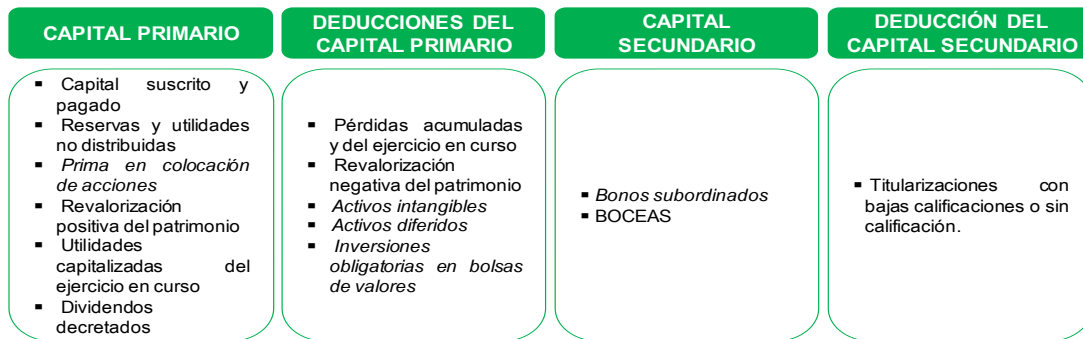 CAPITAL PRIMARIO
▪ Capital suscrito y
pagado
▪ Reservas y utilidades
no distribuidas
▪ Prima en colocación
de acciones
▪ Revalorización
positiva del patrimonio
▪ Utilidades
capitalizadas del
ejercicio en curso
▪ Dividendos
decretados
DEDUCCIONES DEL
CAPITAL PRIMARIO
▪ Pérdidas acumuladas
y del ejercicio en curso
▪ Revalorización
negativa del patrimonio
▪ Activos intangibles
▪ Activos diferidos
▪ Inversiones
obligatorias en bolsas
de valores
CAPITAL
SECUNDARIO
▪ Bonos subordinados
▪ BOCEAS
DEDUCCIÓN DEL
CAPITAL SECUNDARIO
▪ Titularizaciones con
bajas calificaciones o sin
calificación.